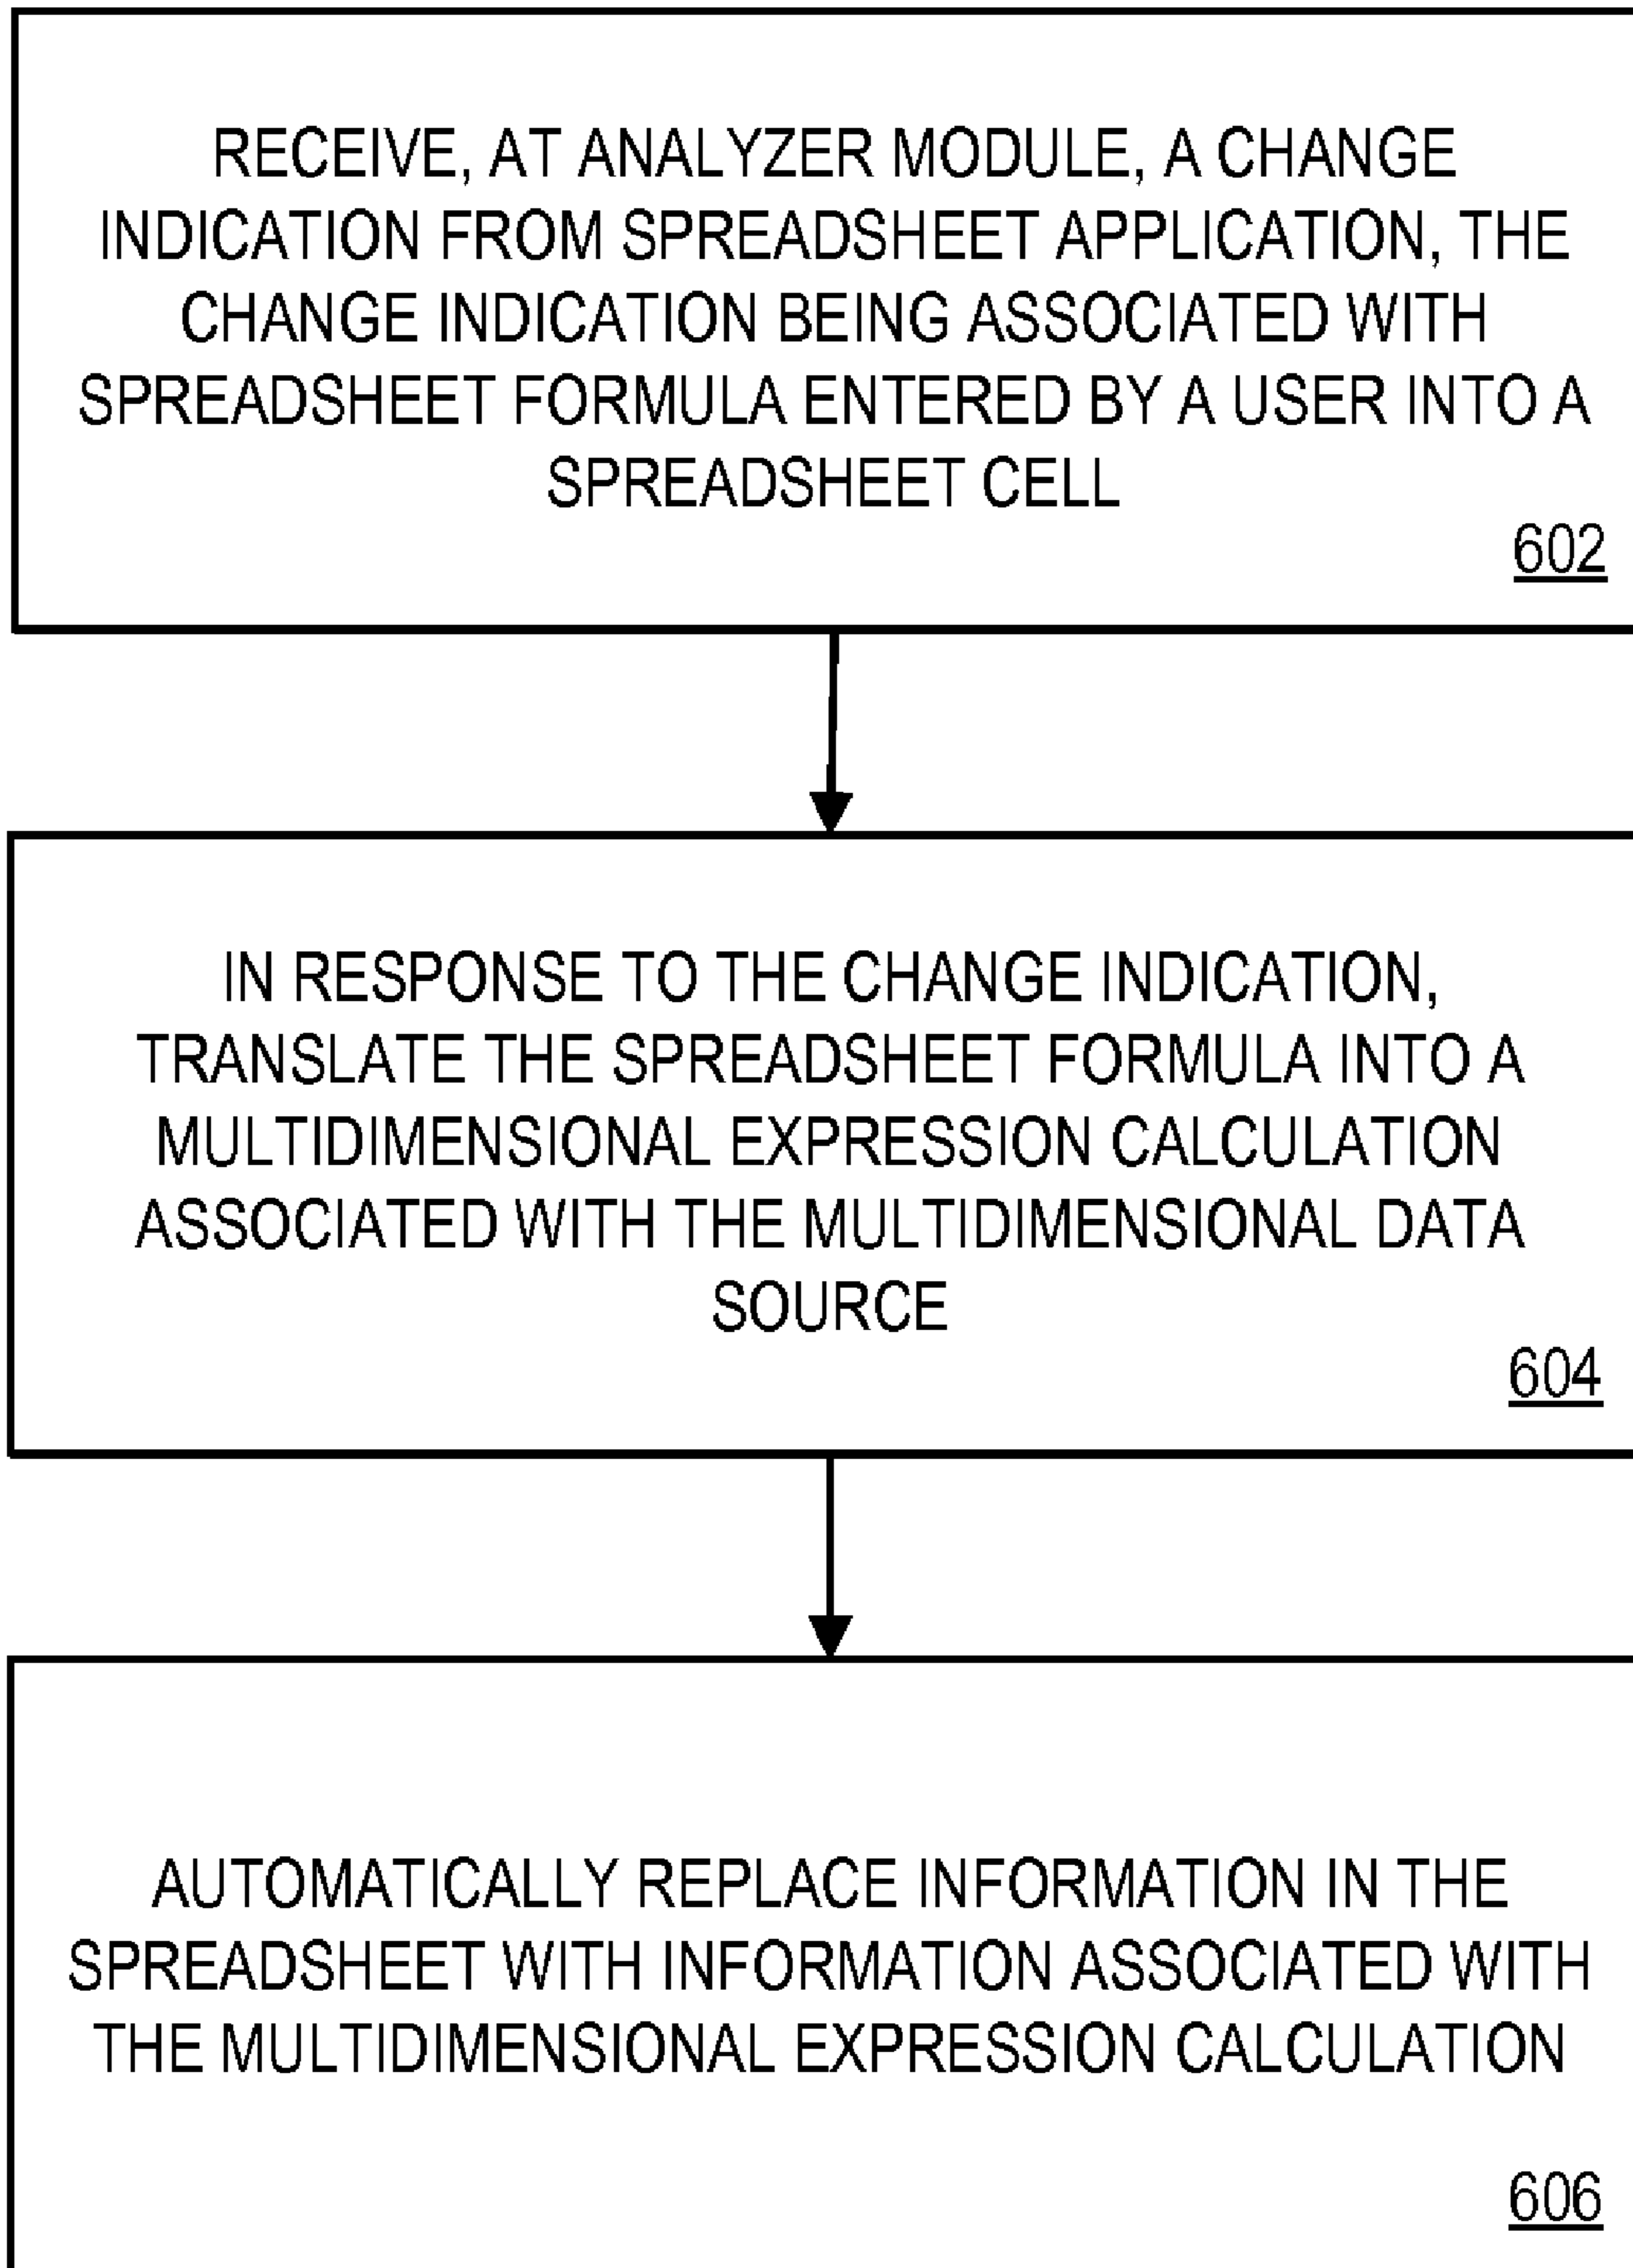 RECEIVE, AT ANALYZER MODULE, A CHANGE
INDICATION FROM SPREADSHEET APPLICATION, THE
CHANGE INDICATION BEING ASSOCIATED WITH
SPREADSHEET FORMULA ENTERED BY A USER INTO A
SPREADSHEET CELL
602
IN RESPONSE TO THE CHANGE INDICATION,
TRANSLATE THE SPREADSHEET FORMULA INTO A
MULTIDIMENSIONAL EXPRESSION CALCULATION
ASSOCIATED WITH THE MULTIDIMENSIONAL DATA
SOURCE
604
AUTOMATICALLY REPLACE INFORMATION IN THE
SPREADSHEET WITH INFORMATION ASSOCIATED WITH
THE MULTIDIMENSIONAL EXPRESSION CALCULATION
606